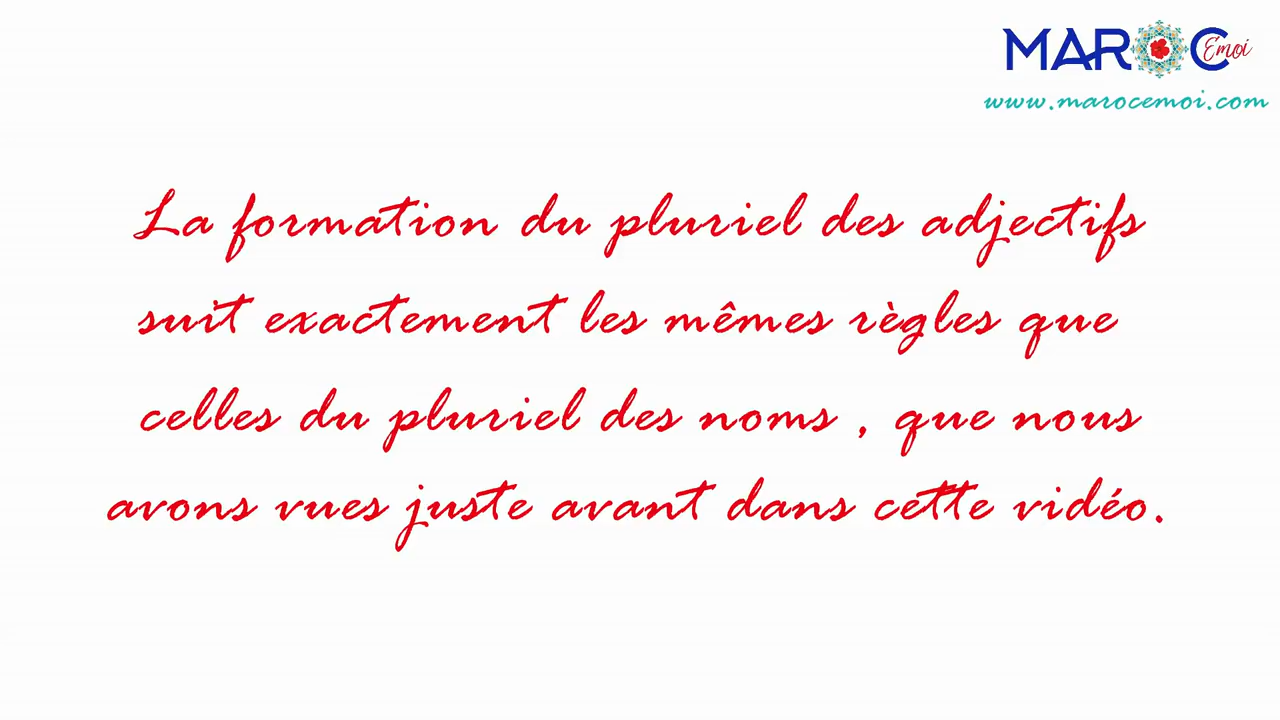 MAROC Emoi
www.marocemoi.com
La formation du pluriel des adjectifs
suit exactement les mêmes règles que
celles du pluriel des noms , que nous
avons vues juste avant dans cette vidéo.